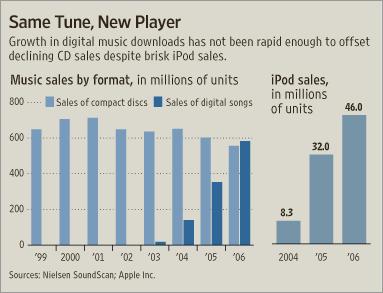 Same Tune, New Player
Growth in digital music downloads has not been rapid enough to offset
declining CD sales despite brisk iPod sales.
Music sales by format, in millions of units
800
Sales of compact discs
Sales of digital songs
600
400
200
0
'99 2000 '01 '02 '03 '04 '05 '06
iPod sales,
in millions
of units
46.0
32.0
8.3
2004 '05 '06
Sources: Nielsen SoundScan; Apple Inc.